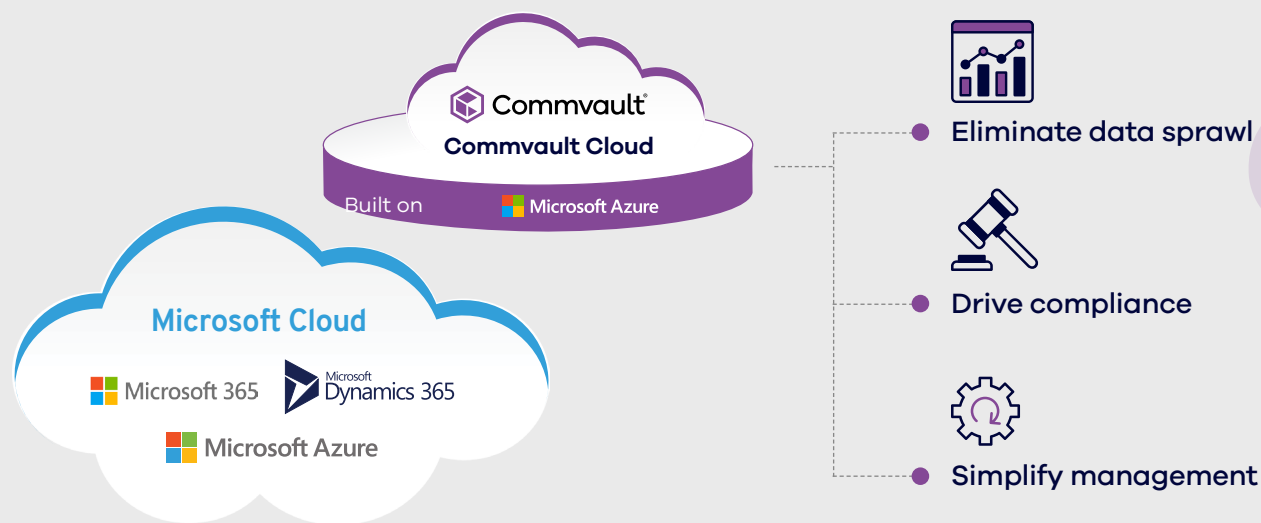 Commvault®
Commvault Cloud
Built on Microsoft Azure
Microsoft Cloud
Microsoft 365
Microsoft Dynamics 365
Microsoft Azure
Eliminate data sprawl
Drive compliance
Simplify management